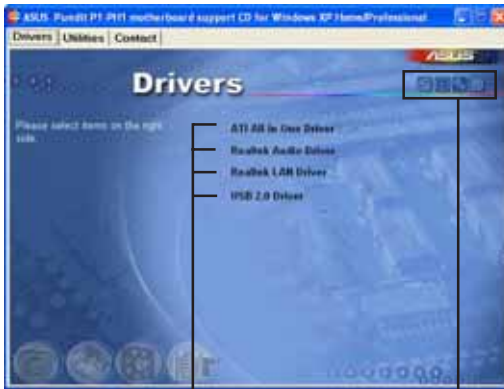 ASUS Pundit P1-PH1 motherboard support CD for Windows XP Home/Professional
Drivers Utilities Contact
Drivers
Please select items on the right
side.
ATI All in One Driver
Realtek Audio Driver
Realtek LAN Driver
USB 2.0 Driver